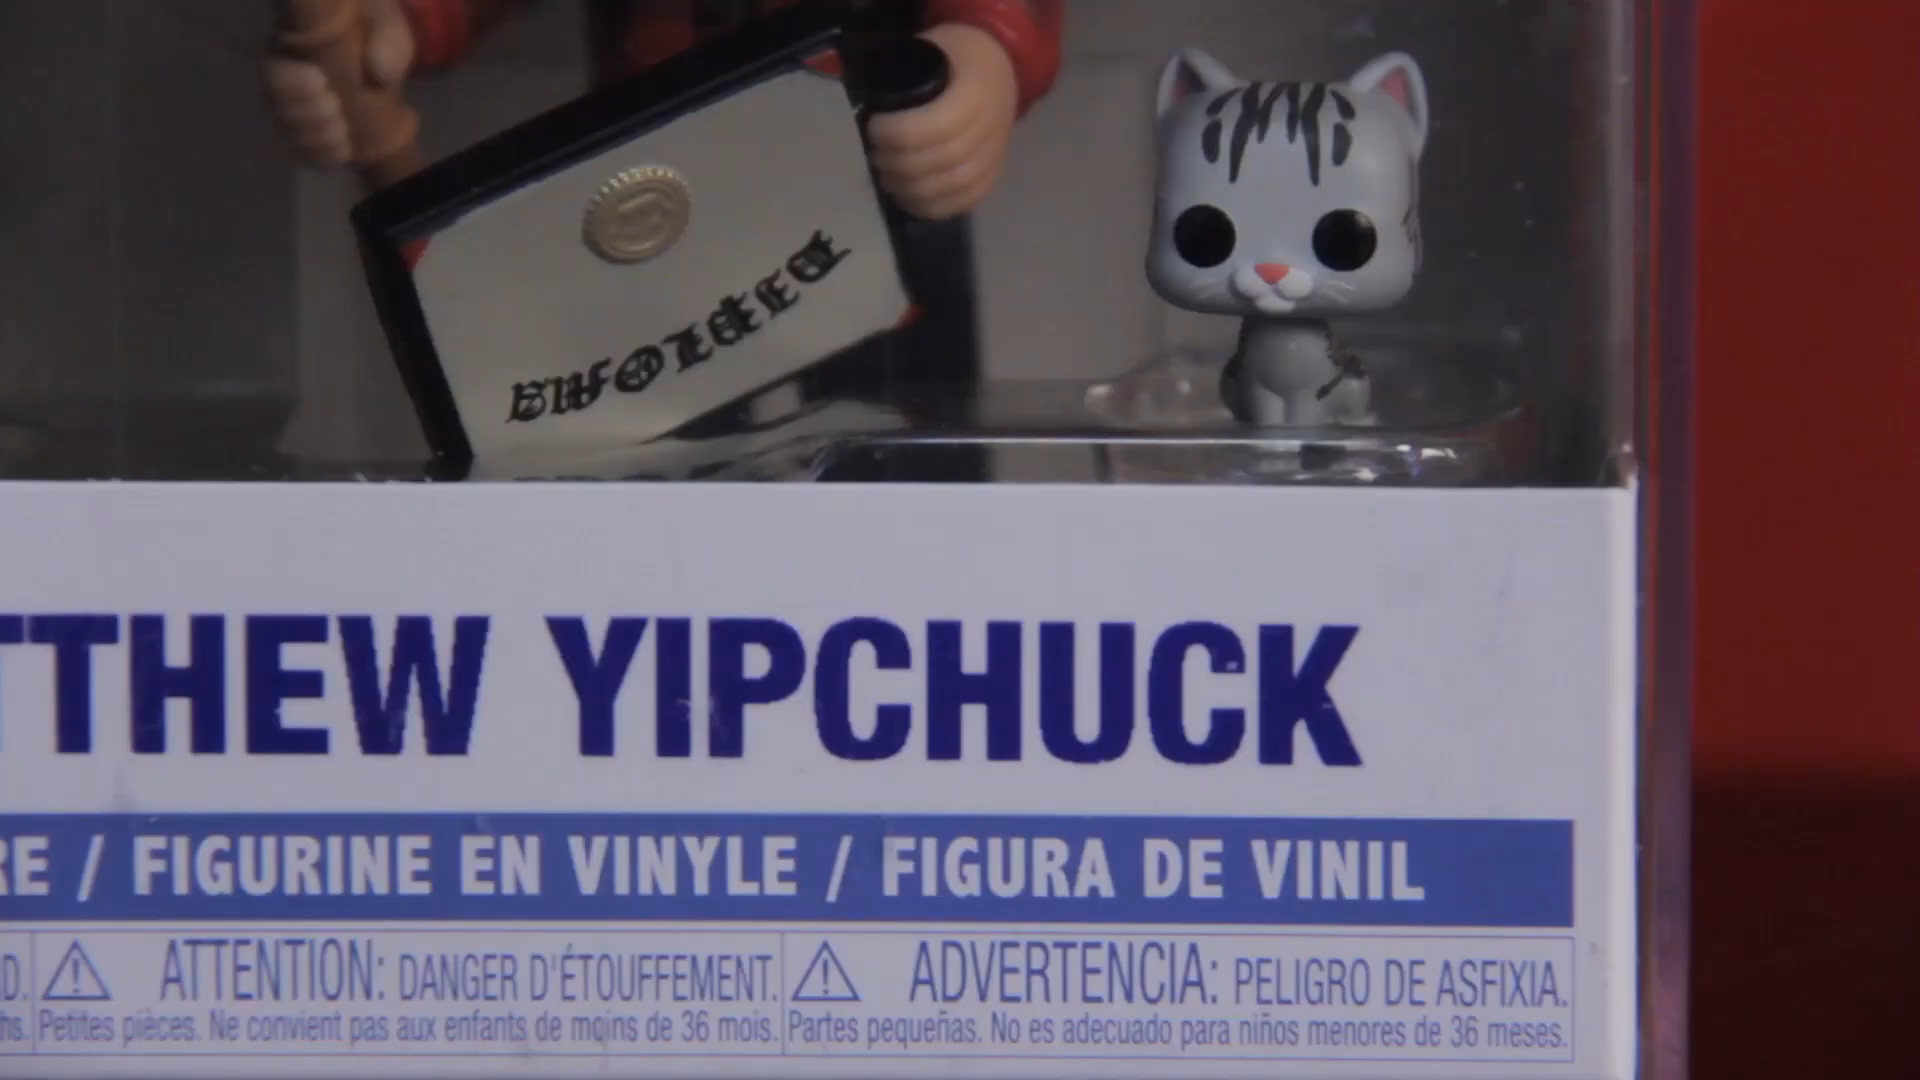 TTHEW YIPCHUCK
RE / FIGURINE EN VINYLE / FIGURA DE VINIL
D. ATTENTION: DANGER D'ÉTOUFFEMENT. ADVERTENCIA: PELIGRO DE ASFIXIA.
hs. Petites pièces. Ne convient pas aux enfants de moins de 36 mois. Partes pequeñas. No es adecuado para niños menores de 36 meses.